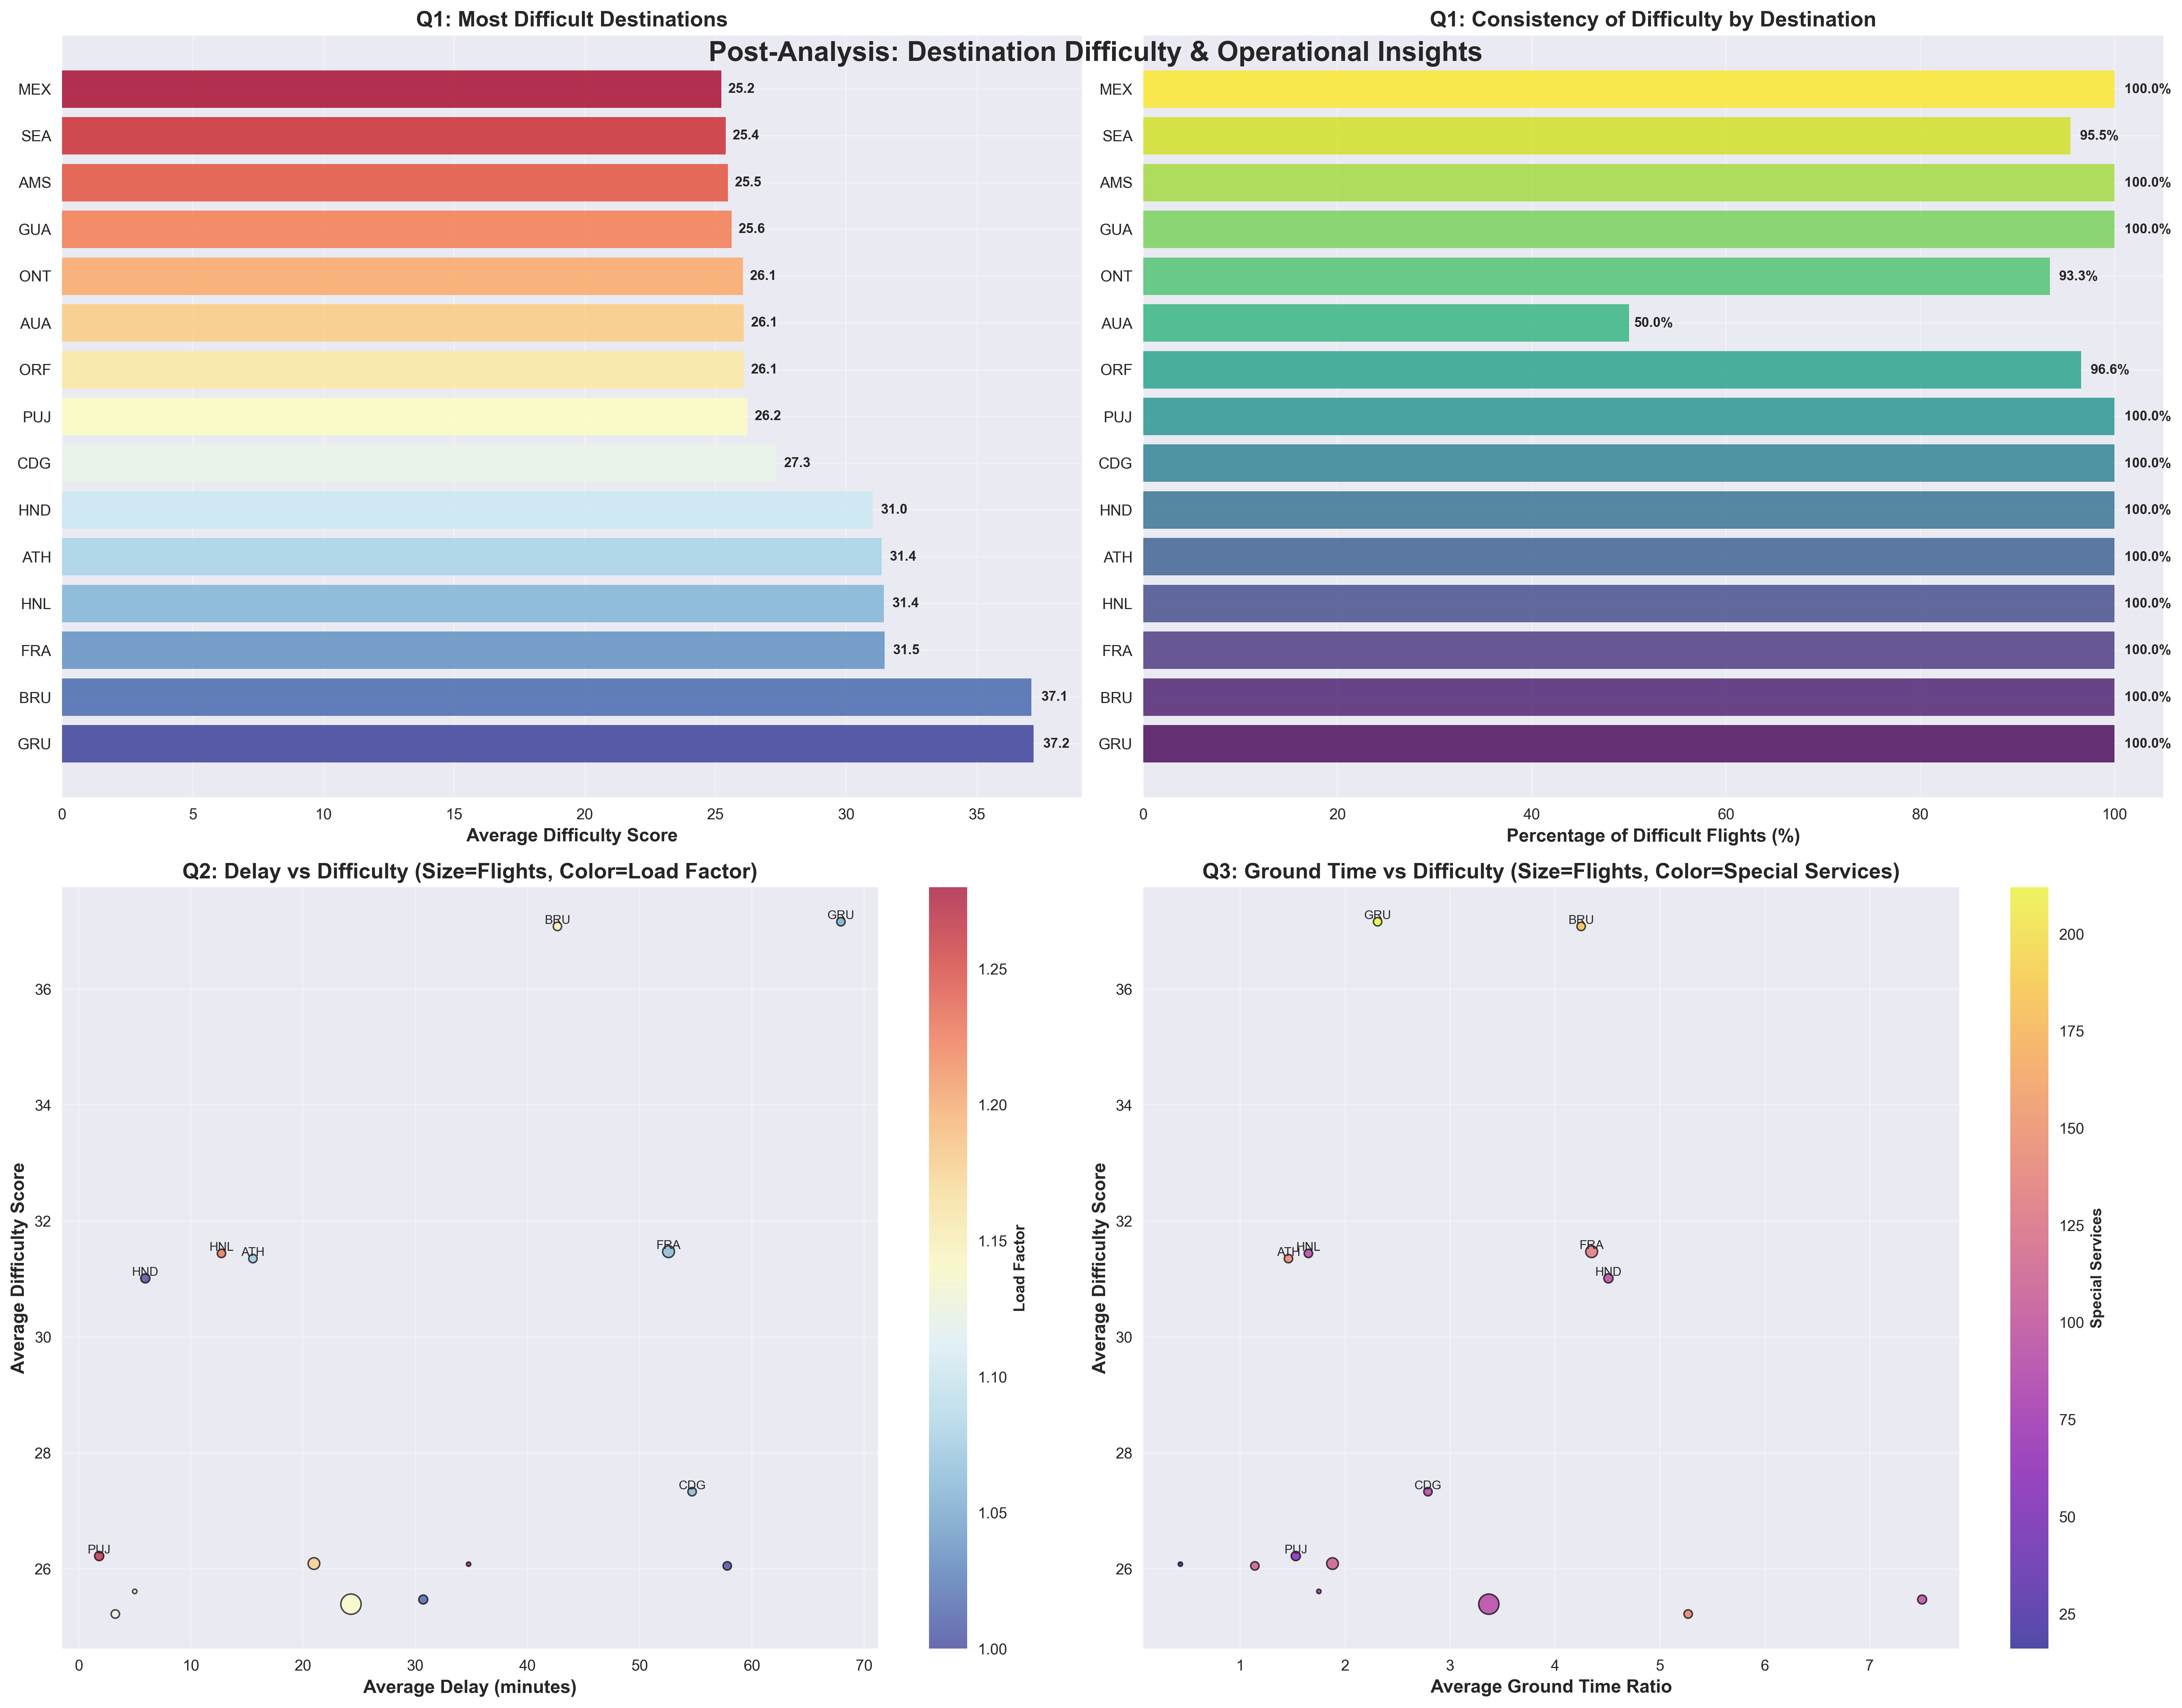 Post-Analysis: Destination Difficulty & Operational Insights
Q1: Most Difficult Destinations
MEX 25.2
SEA 25.4
AMS 25.5
GUA 25.6
ONT 26.1
AUA 26.1
ORF 26.1
PUJ 26.2
CDG 27.3
HND 31.0
ATH 31.4
HNL 31.4
FRA 31.5
BRU 37.1
GRU 37.2
0 5 10 15 20 25 30 35
Average Difficulty Score
Q1: Consistency of Difficulty by Destination
MEX 100.0%
SEA 95.5%
AMS 100.0%
GUA 100.0%
ONT 93.3%
AUA 50.0%
ORF 96.6%
PUJ 100.0%
CDG 100.0%
HND 100.0%
ATH 100.0%
HNL 100.0%
FRA 100.0%
BRU 100.0%
GRU 100.0%
0 20 40 60 80 100
Percentage of Difficult Flights (%)
Q2: Delay vs Difficulty (Size=Flights, Color=Load Factor)
Average Difficulty Score
36
34
32
30
28
26
BRU
GRU
HNL
ATH
FRA
HND
CDG
PUJ
0 10 20 30 40 50 60 70
Average Delay (minutes)
1.25
1.20
1.15
1.10
1.05
1.00
Load Factor
Q3: Ground Time vs Difficulty (Size=Flights, Color=Special Services)
Average Difficulty Score
36
34
32
30
28
26
GRU
BRU
ATH
HNL
FRA
HND
CDG
PUJ
1 2 3 4 5 6 7
Average Ground Time Ratio
200
175
150
125
100
75
50
25
Special Services